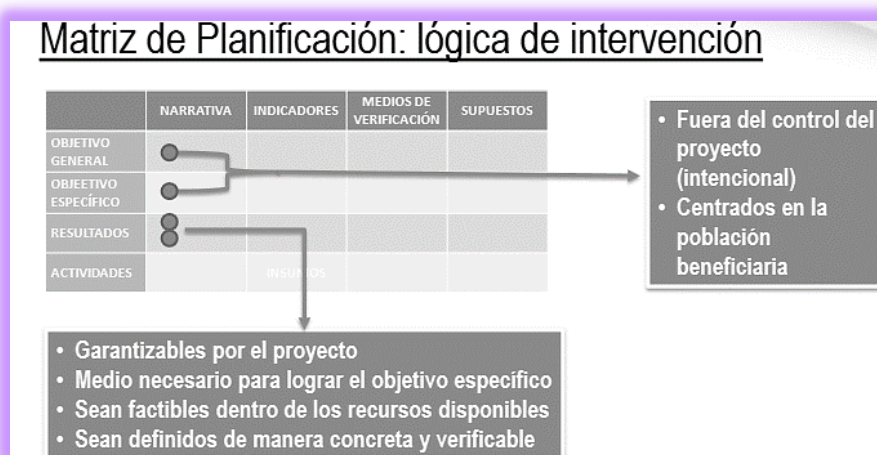 Matriz de Planificación: lógica de intervención
NARRATIVA INDICADORES MEDIOS DE VERIFICACIÓN SUPUESTOS
OBJETIVO
GENERAL
OBJEETIVO
ESPECÍFICO
RESULTADOS
ACTIVIDADES INSUMOS
• Fuera del control del
proyecto
(intencional)
• Centrados en la
población
beneficiaria
• Garantizables por el proyecto
• Medio necesario para lograr el objetivo específico
• Sean factibles dentro de los recursos disponibles
• Sean definidos de manera concreta y verificable